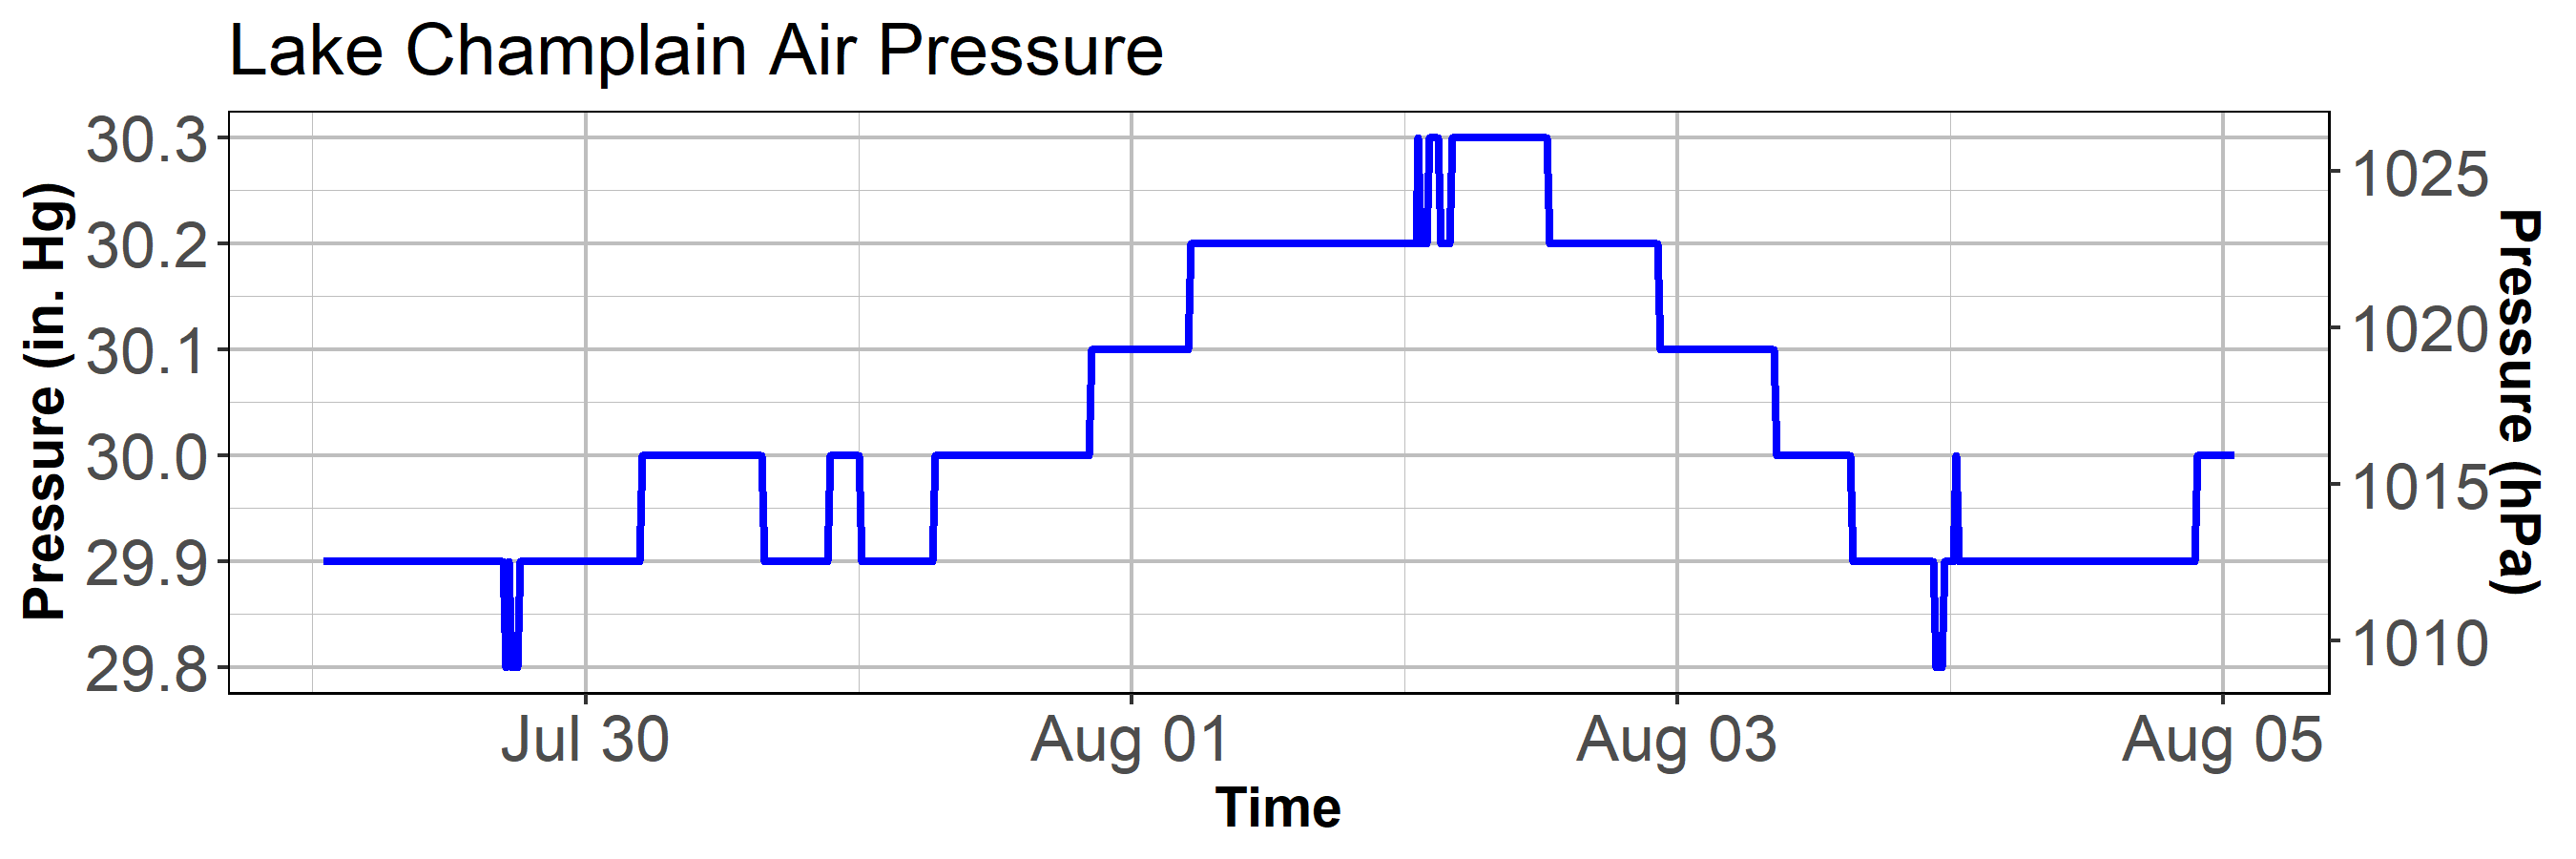 Lake Champlain Air Pressure
30.3
30.2
30.1
30.0
29.9
29.8
Pressure (in. Hg)
1025
1020
1015
1010
Pressure (hPa)
Jul 30
Aug 01
Aug 03
Aug 05
Time